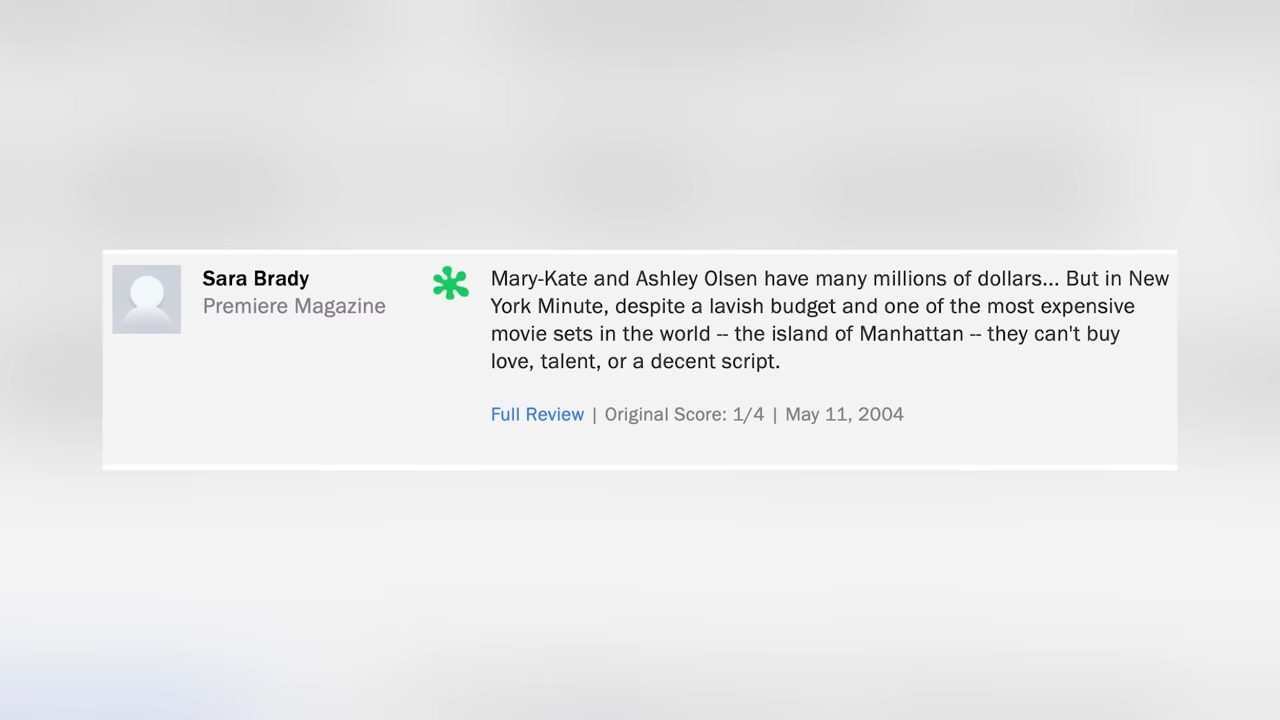 Sara Brady
Premiere Magazine
Mary-Kate and Ashley Olsen have many millions of dollars... But in New
York Minute, despite a lavish budget and one of the most expensive
movie sets in the world -- the island of Manhattan -- they can't buy
love, talent, or a decent script.
Full Review | Original Score: 1/4 | May 11, 2004